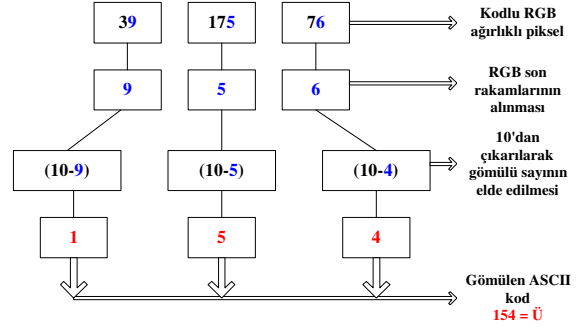 39 175 76
Kodlu RGB
ağırlıklı piksel
9 5 6
RGB son
rakamlarının
alınması
(10-9) (10-5) (10-4)
10'dan
çıkarılarak
gömülü sayının
elde edilmesi
1 5 4
Gömülen ASCII
kod
154 = Ü